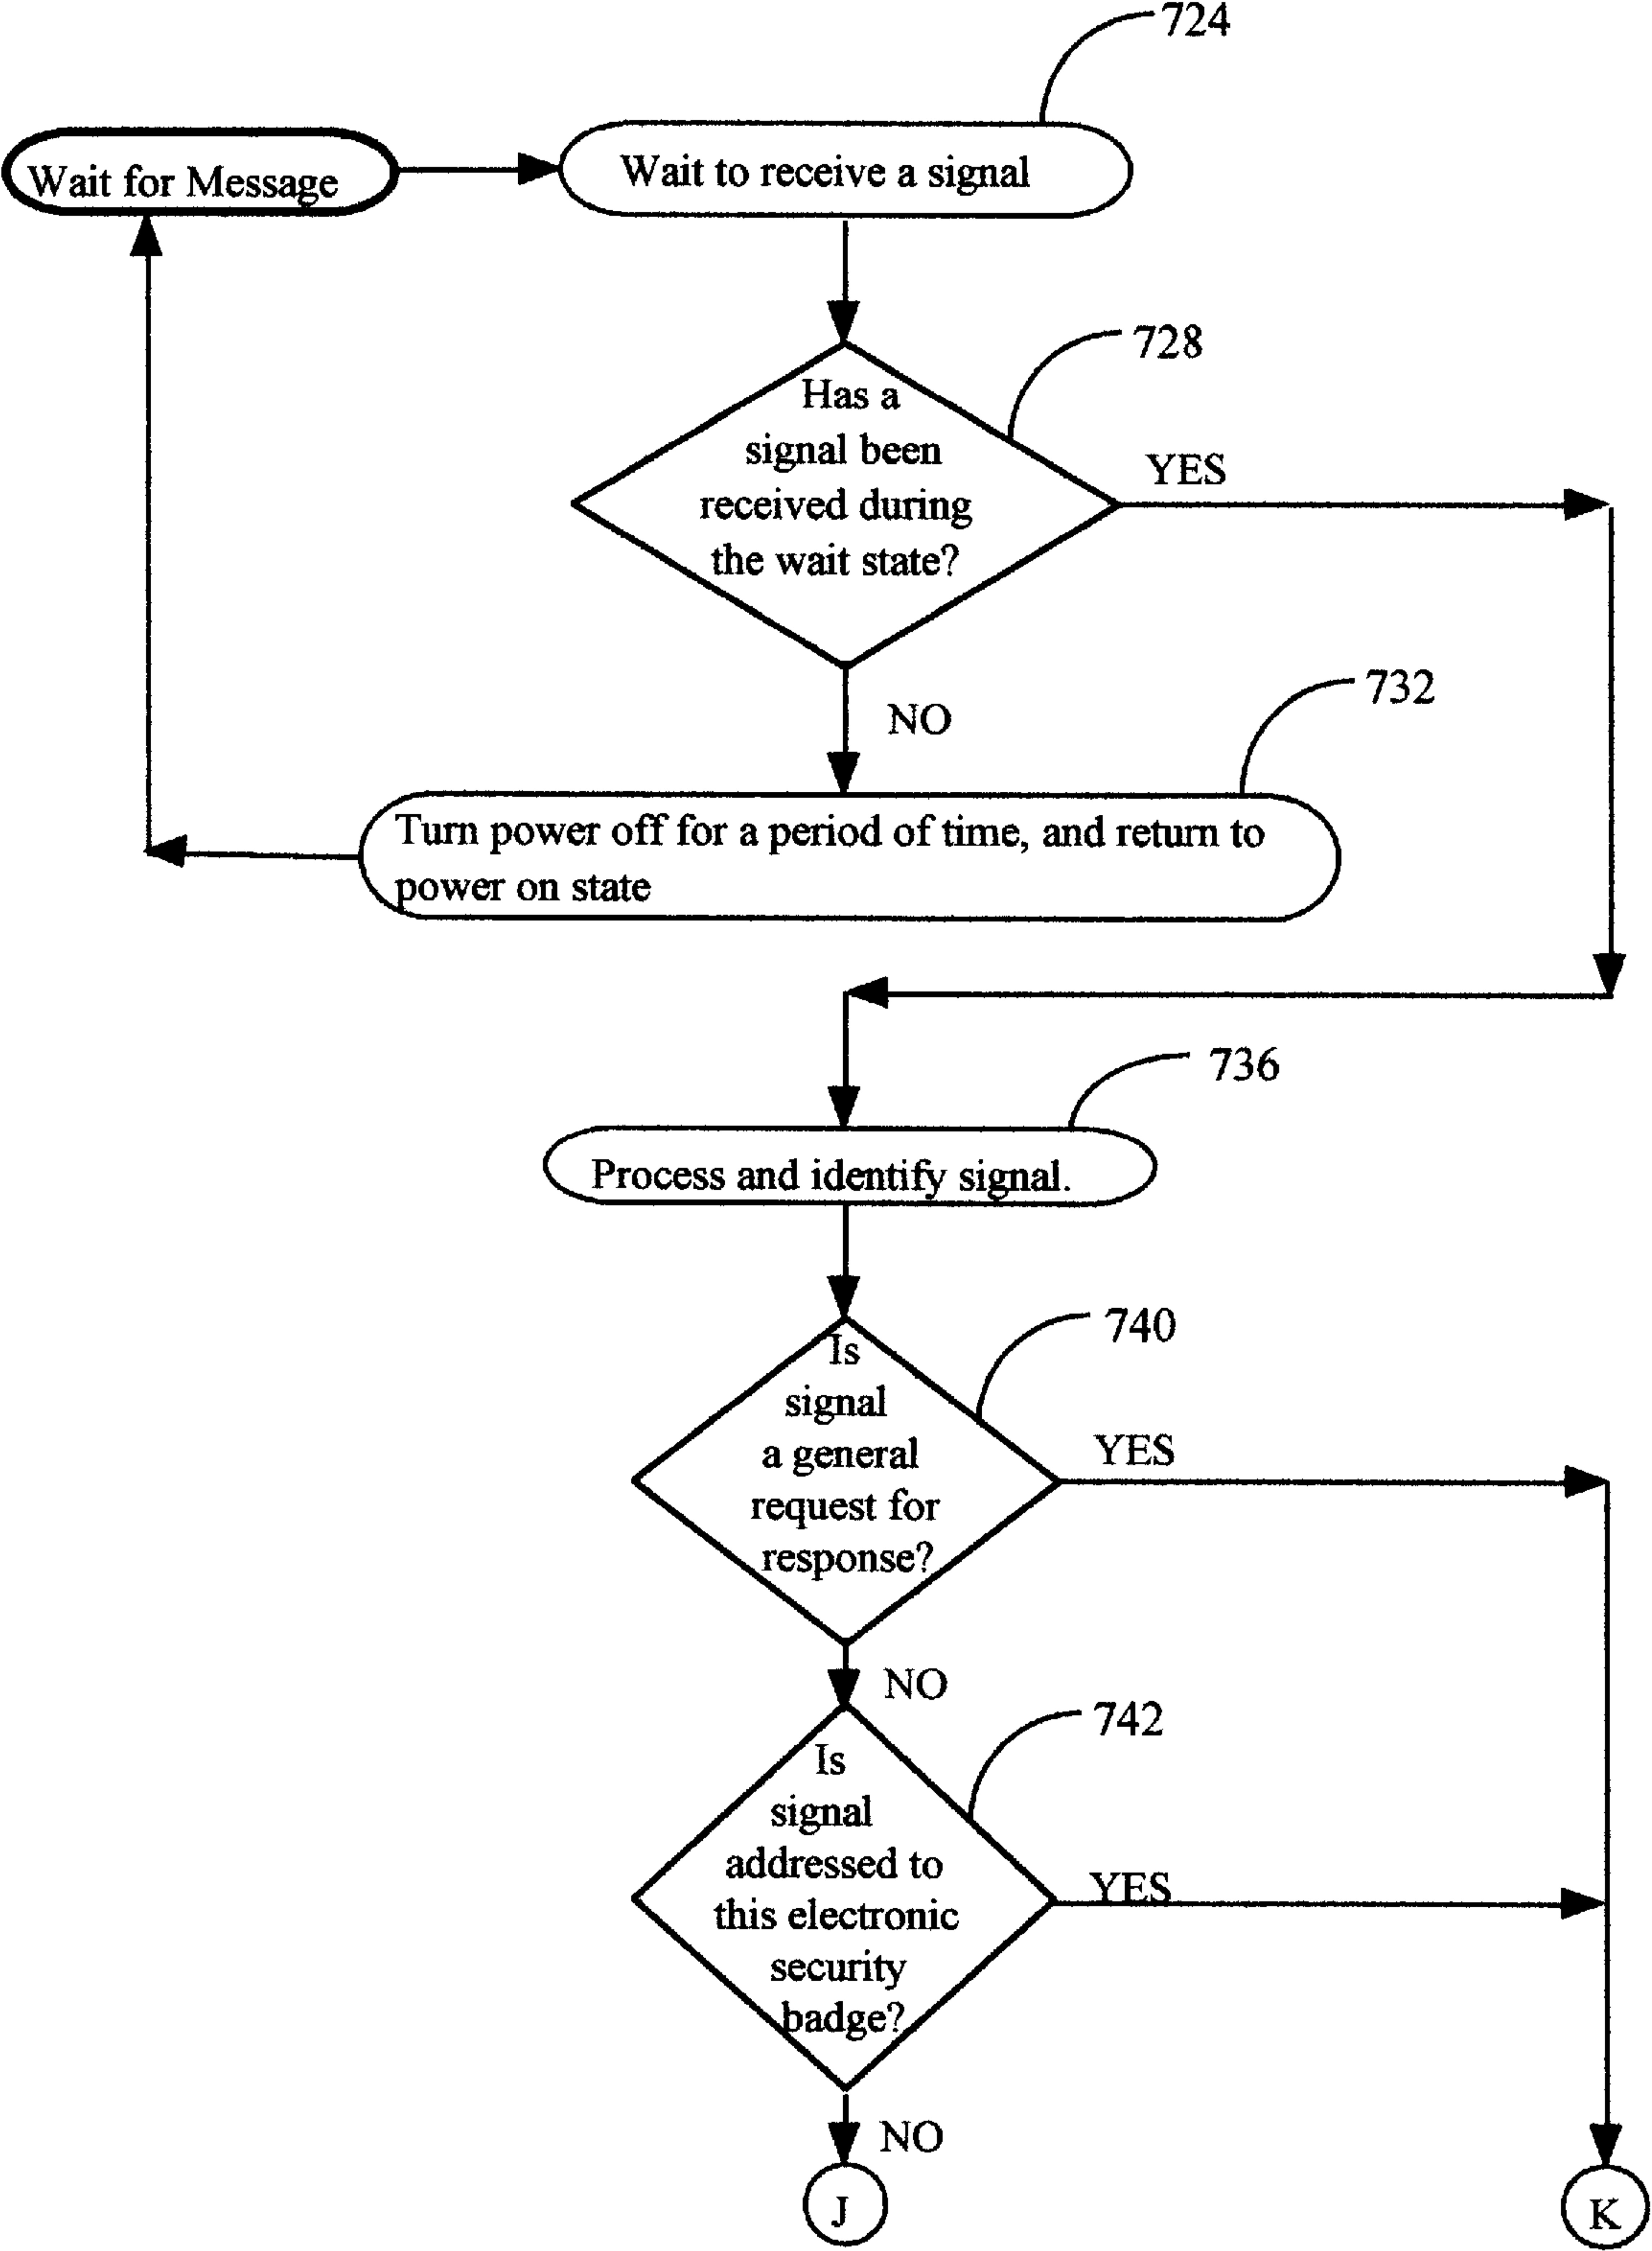 724
Wait for Message
Wait to receive a signal
728
Has a
signal been
received during
the wait state?
YES
NO
732
Turn power off for a period of time, and return to
power on state
736
Process and identify signal.
740
Is
signal
a general
request for
response?
YES
NO
742
Is
signal
addressed to
this electronic
security
badge?
YES
NO
J
K